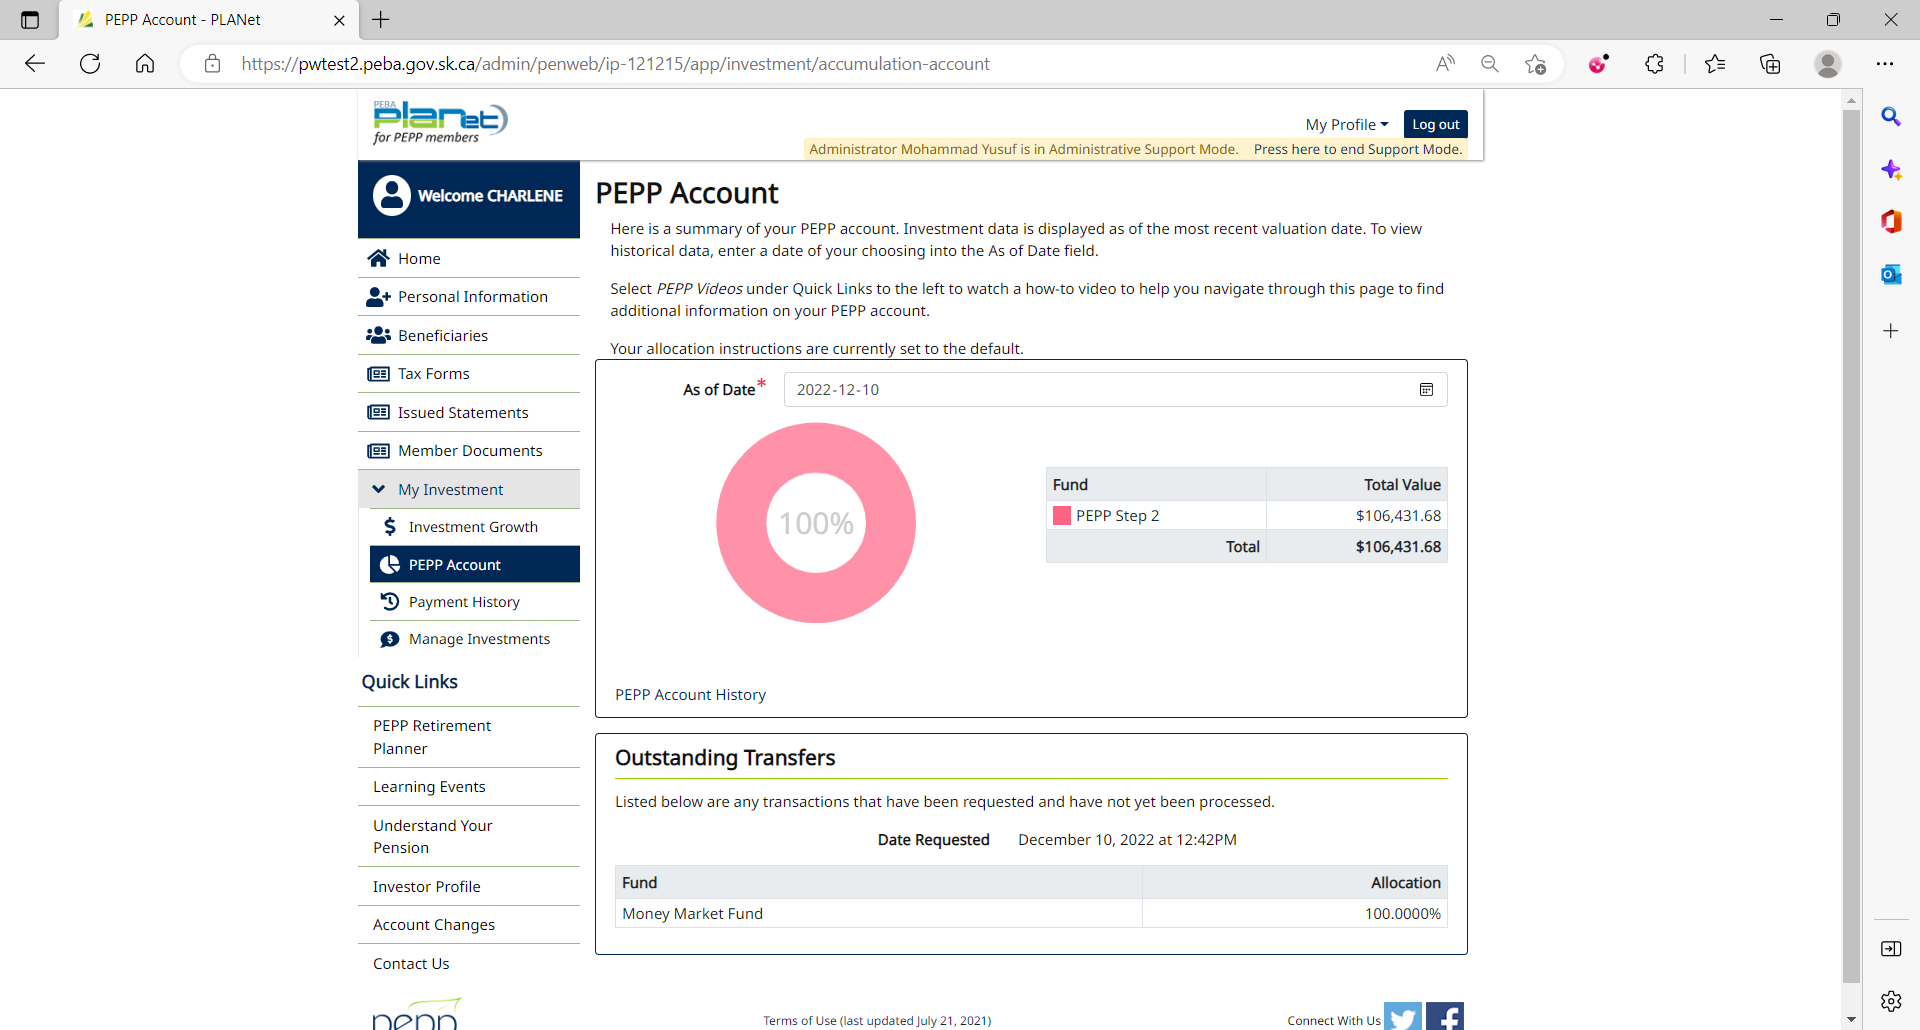 PEPP Account - PLANet
https://pwtest2.peba.gov.sk.ca/admin/penweb/ip-121215/app/investment/accumulation-account
PEBA
planet
for PEPP members
My Profile
Log out
Administrator Mohammad Yusuf is in Administrative Support Mode. Press here to end Support Mode.
Welcome CHARLENE
Home
Personal Information
Beneficiaries
Tax Forms
Issued Statements
Member Documents
My Investment
Investment Growth
PEPP Account
Payment History
Manage Investments
Quick Links
PEPP Retirement
Planner
Learning Events
Understand Your
Pension
Investor Profile
Account Changes
Contact Us
pepp
PEPP Account
Here is a summary of your PEPP account. Investment data is displayed as of the most recent valuation date. To view
historical data, enter a date of your choosing into the As of Date field.
Select PEPP Videos under Quick Links to the left to watch a how-to video to help you navigate through this page to find
additional information on your PEPP account.
Your allocation instructions are currently set to the default.
As of Date* 2022-12-10
100%
Fund Total Value
PEPP Step 2 $106,431.68
Total $106,431.68
PEPP Account History
Outstanding Transfers
Listed below are any transactions that have been requested and have not yet been processed.
Date Requested December 10, 2022 at 12:42PM
Fund Allocation
Money Market Fund 100.0000%
Terms of Use (last updated July 21, 2021)
Connect With Us